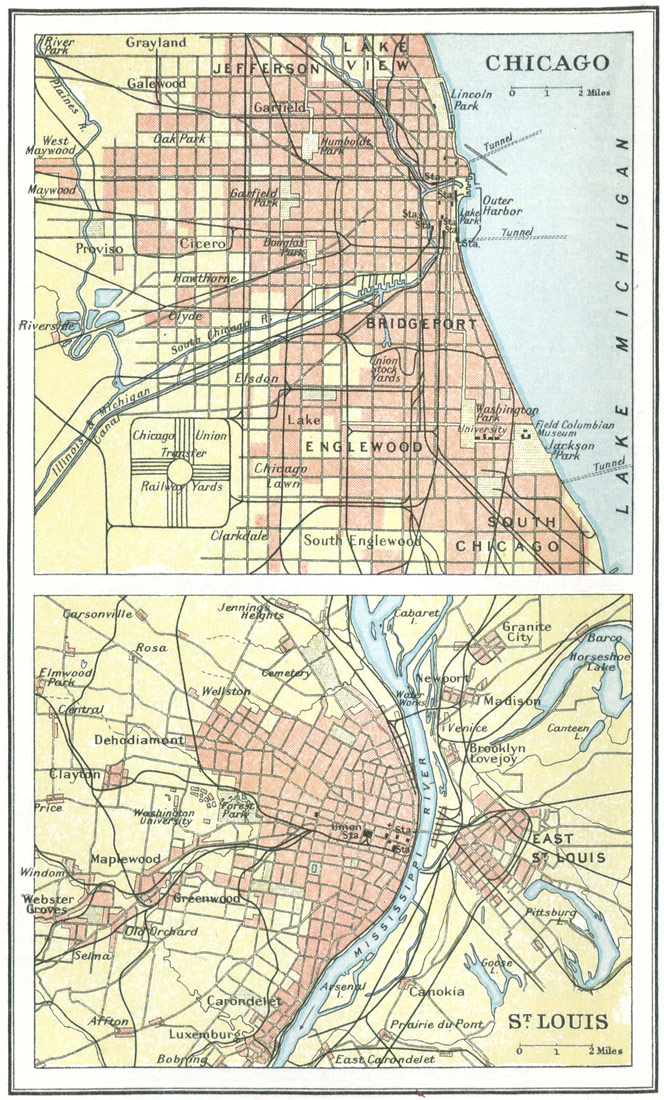 River
Park
Grayland
LAKE
VIEW
CHICAGO
0 1 2 Miles
JEFFERSON
Galewood
Plaines R.
Garfield
Lincoln
Park
West
Maywood
Oak Park
Humboldt
Park
Tunnel
Maywood
Sta.
Sta.
Garfield
Park
Outer
Harbor
Lake
Park
Sta.
Sta.
Sta.
Sta.
Sta.
Tunnel
Proviso
Cicero
Douglas
Park
Hawthorne
LAKE MICHIGAN
Riverside
Clyde
South Chicago R.
BRIDGEPORT
Union
Stock
Yards
Elsdon
Illinois & Michigan
Canal
Washington
Park
University
Field Columbian
Museum
Jackson
Park
Lake
Chicago Union
Transfer
Railway Yards
ENGLEWOOD
Chicago
Lawn
Tunnel
Clarkdale
South Englewood
SOUTH
CHICAGO
Carsonville
Jennings
Heights
Cabaret
I.
Granite
City
Barco
Rosa
Horseshoe
Lake
Elmwood
Park
Cemetery
Newport
Wellston
Water
Works
Madison
Central
Venice
Canteen
L.
Dehodiamont
Brooklyn
Lovejoy
Clayton
Price
Washington
University
Forest
Park
MISSISSIPPI RIVER
Union
Sta.
Sta.
Sta.
EAST
ST. LOUIS
Maplewood
Windom
Webster
Groves
Greenwood
Pittsburg
L.
Old Orchard
Selma
Goose
L.
Arsenal
I.
Cahokia
Carondelet
ST. LOUIS
Affton
Prairie du Pont
Luxemburg
0 1 2 Miles
Bobring
East Carondelet